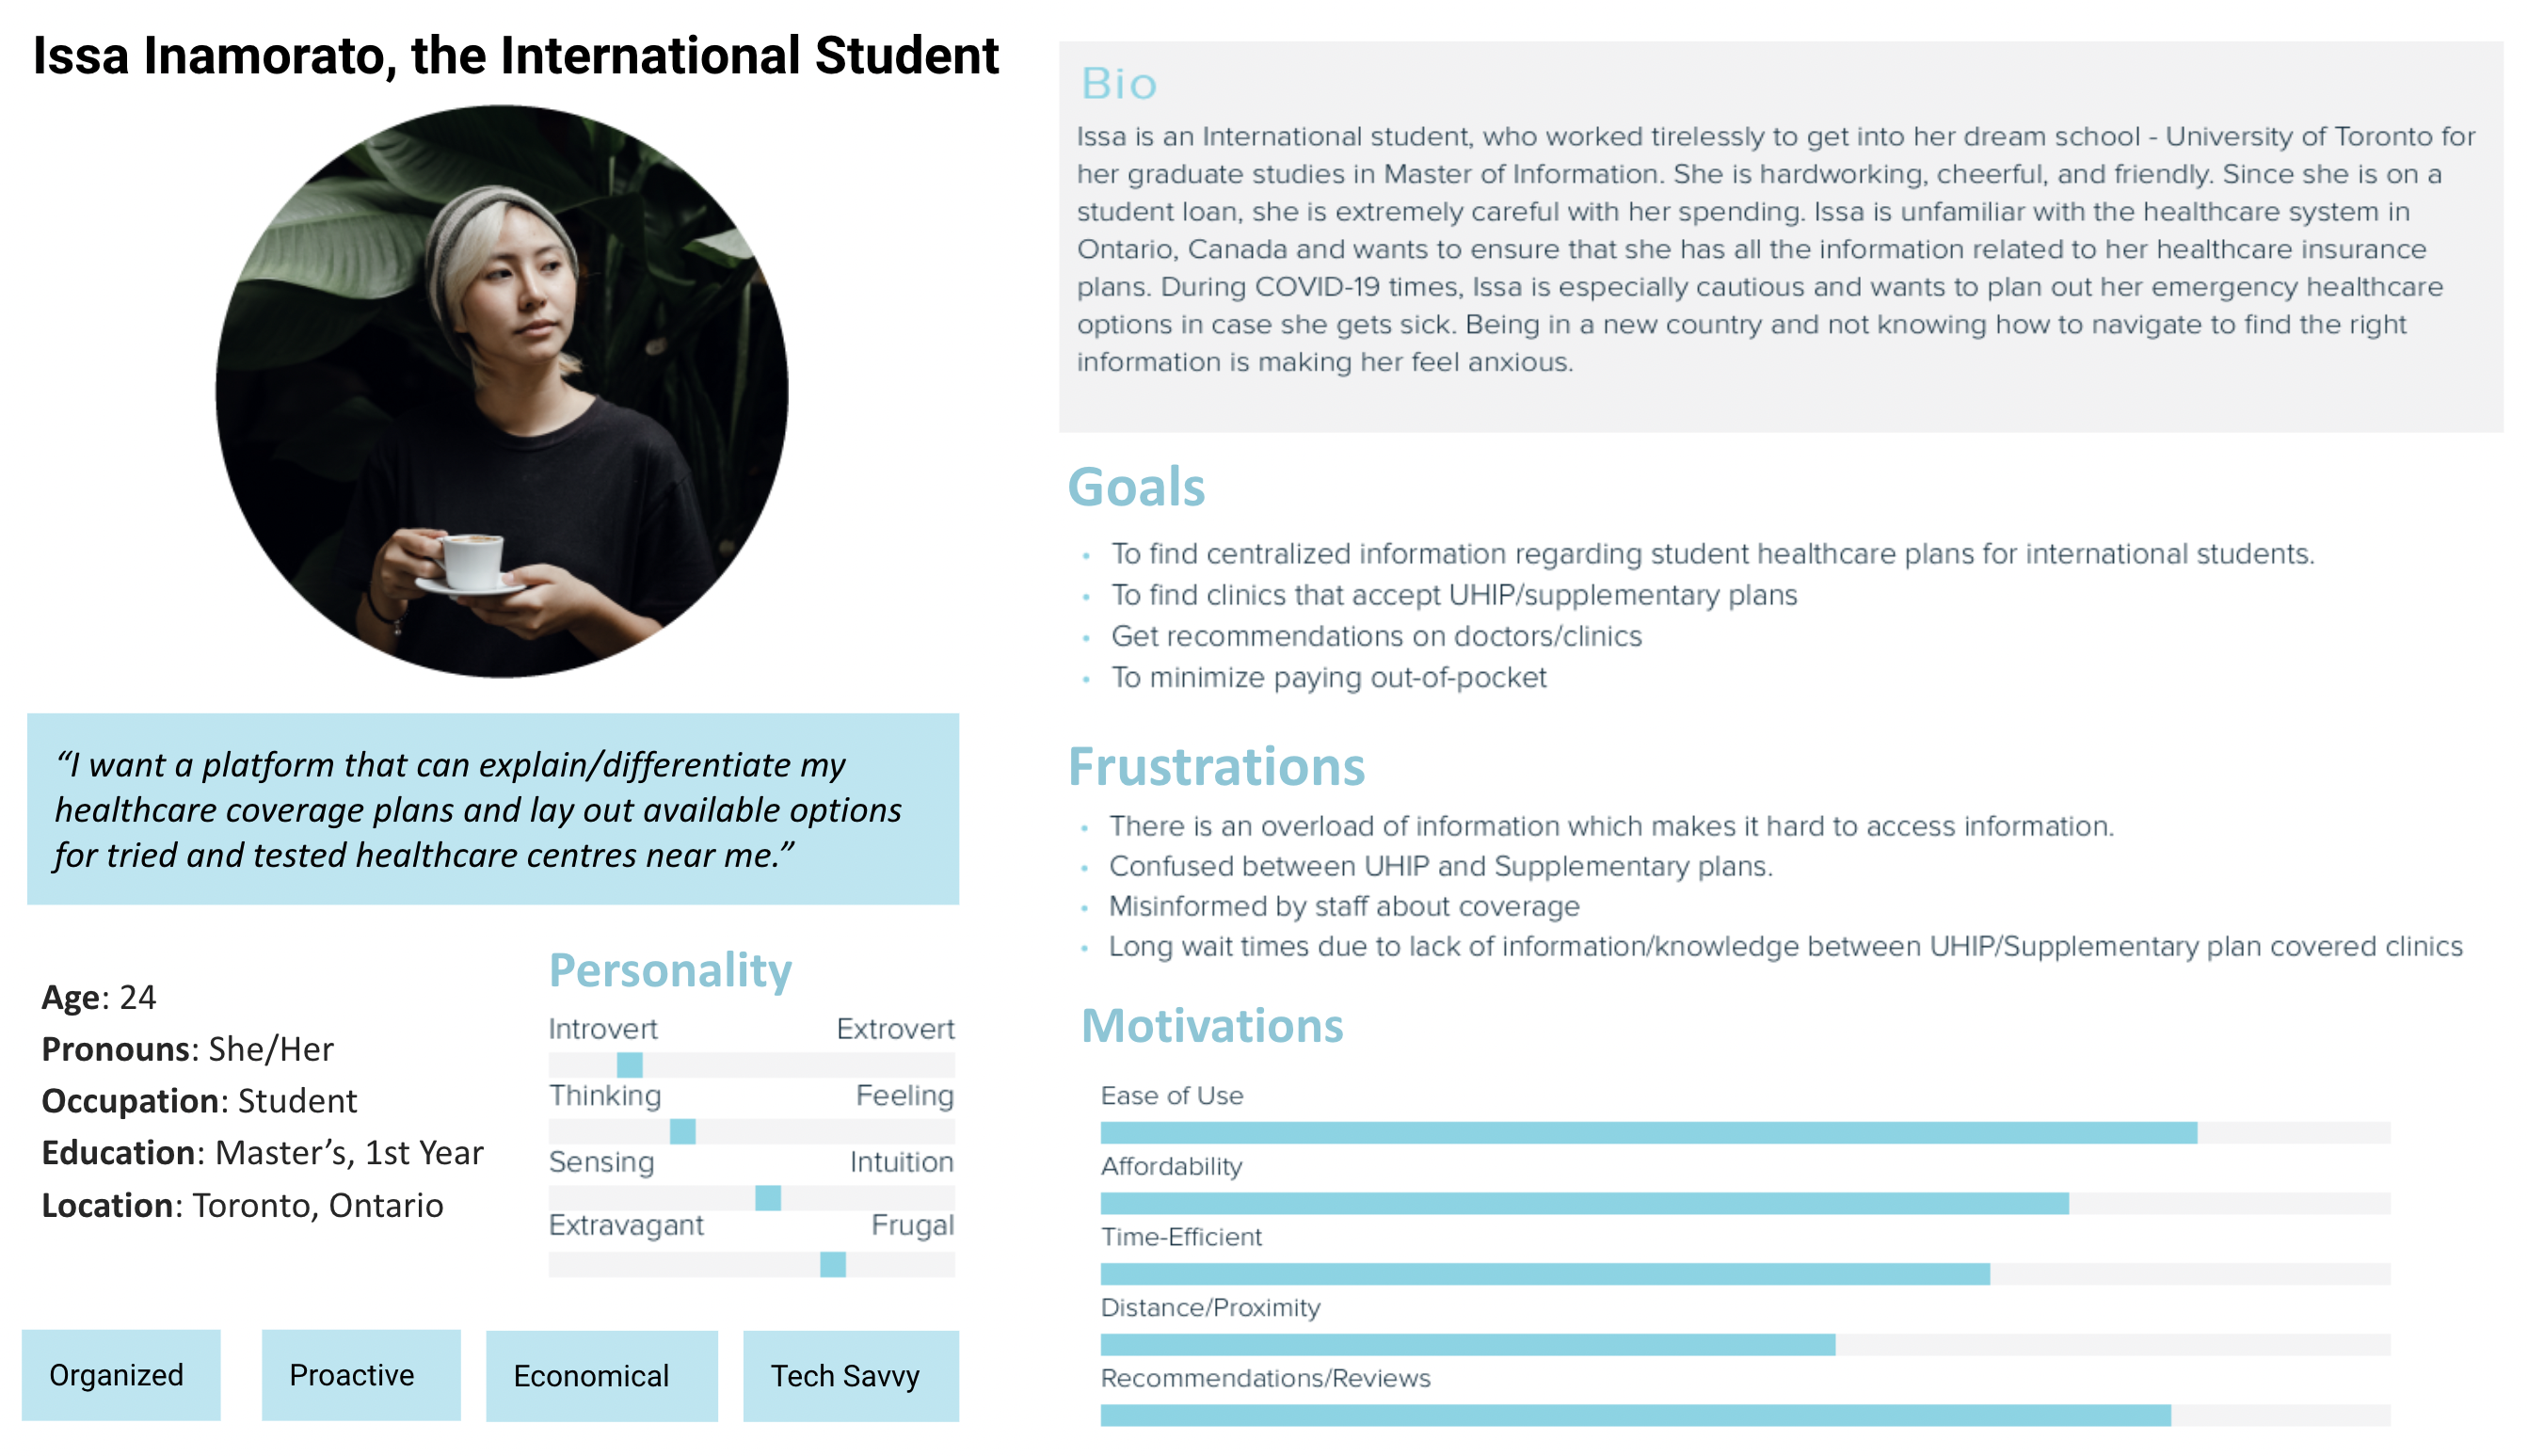 Issa Inamorato, the International Student
“I want a platform that can explain/differentiate my
healthcare coverage plans and lay out available options
for tried and tested healthcare centres near me.”
Age: 24
Pronouns: She/Her
Occupation: Student
Education: Master’s, 1st Year
Location: Toronto, Ontario
Personality
Introvert Extrovert
Thinking Feeling
Sensing Intuition
Extravagant Frugal
Organized Proactive Economical Tech Savvy
Bio
Issa is an International student, who worked tirelessly to get into her dream school - University of Toronto for
her graduate studies in Master of Information. She is hardworking, cheerful, and friendly. Since she is on a
student loan, she is extremely careful with her spending. Issa is unfamiliar with the healthcare system in
Ontario, Canada and wants to ensure that she has all the information related to her healthcare insurance
plans. During COVID-19 times, Issa is especially cautious and wants to plan out her emergency healthcare
options in case she gets sick. Being in a new country and not knowing how to navigate to find the right
information is making her feel anxious.
Goals
• To find centralized information regarding student healthcare plans for international students.
• To find clinics that accept UHIP/supplementary plans
• Get recommendations on doctors/clinics
• To minimize paying out-of-pocket
Frustrations
• There is an overload of information which makes it hard to access information.
• Confused between UHIP and Supplementary plans.
• Misinformed by staff about coverage
• Long wait times due to lack of information/knowledge between UHIP/Supplementary plan covered clinics
Motivations
Ease of Use
Affordability
Time-Efficient
Distance/Proximity
Recommendations/Reviews